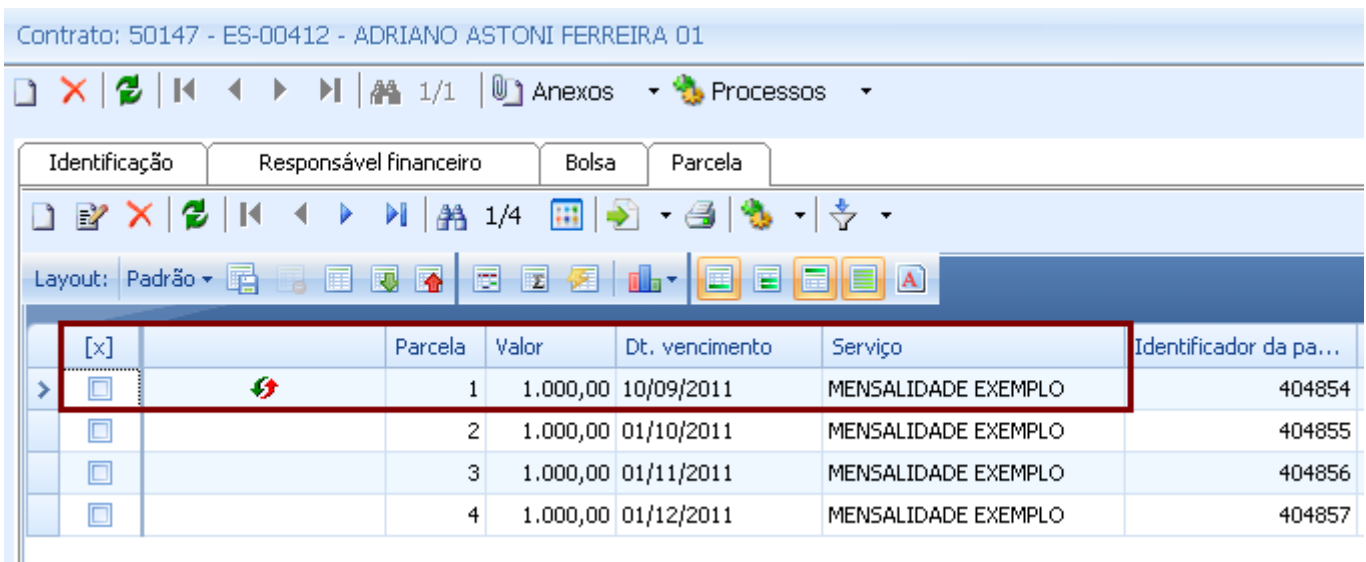 Contrato: 50147 - ES-00412 - ADRIANO ASTONI FERREIRA 01
1/1 Anexos Processos
Identificação Responsável financeiro Bolsa Parcela
1/4
Layout: Padrão Σ A
[x] Parcela Valor Dt. vencimento Serviço Identificador da pa...
1 1.000,00 10/09/2011 MENSALIDADE EXEMPLO 404854
2 1.000,00 01/10/2011 MENSALIDADE EXEMPLO 404855
3 1.000,00 01/11/2011 MENSALIDADE EXEMPLO 404856
4 1.000,00 01/12/2011 MENSALIDADE EXEMPLO 404857